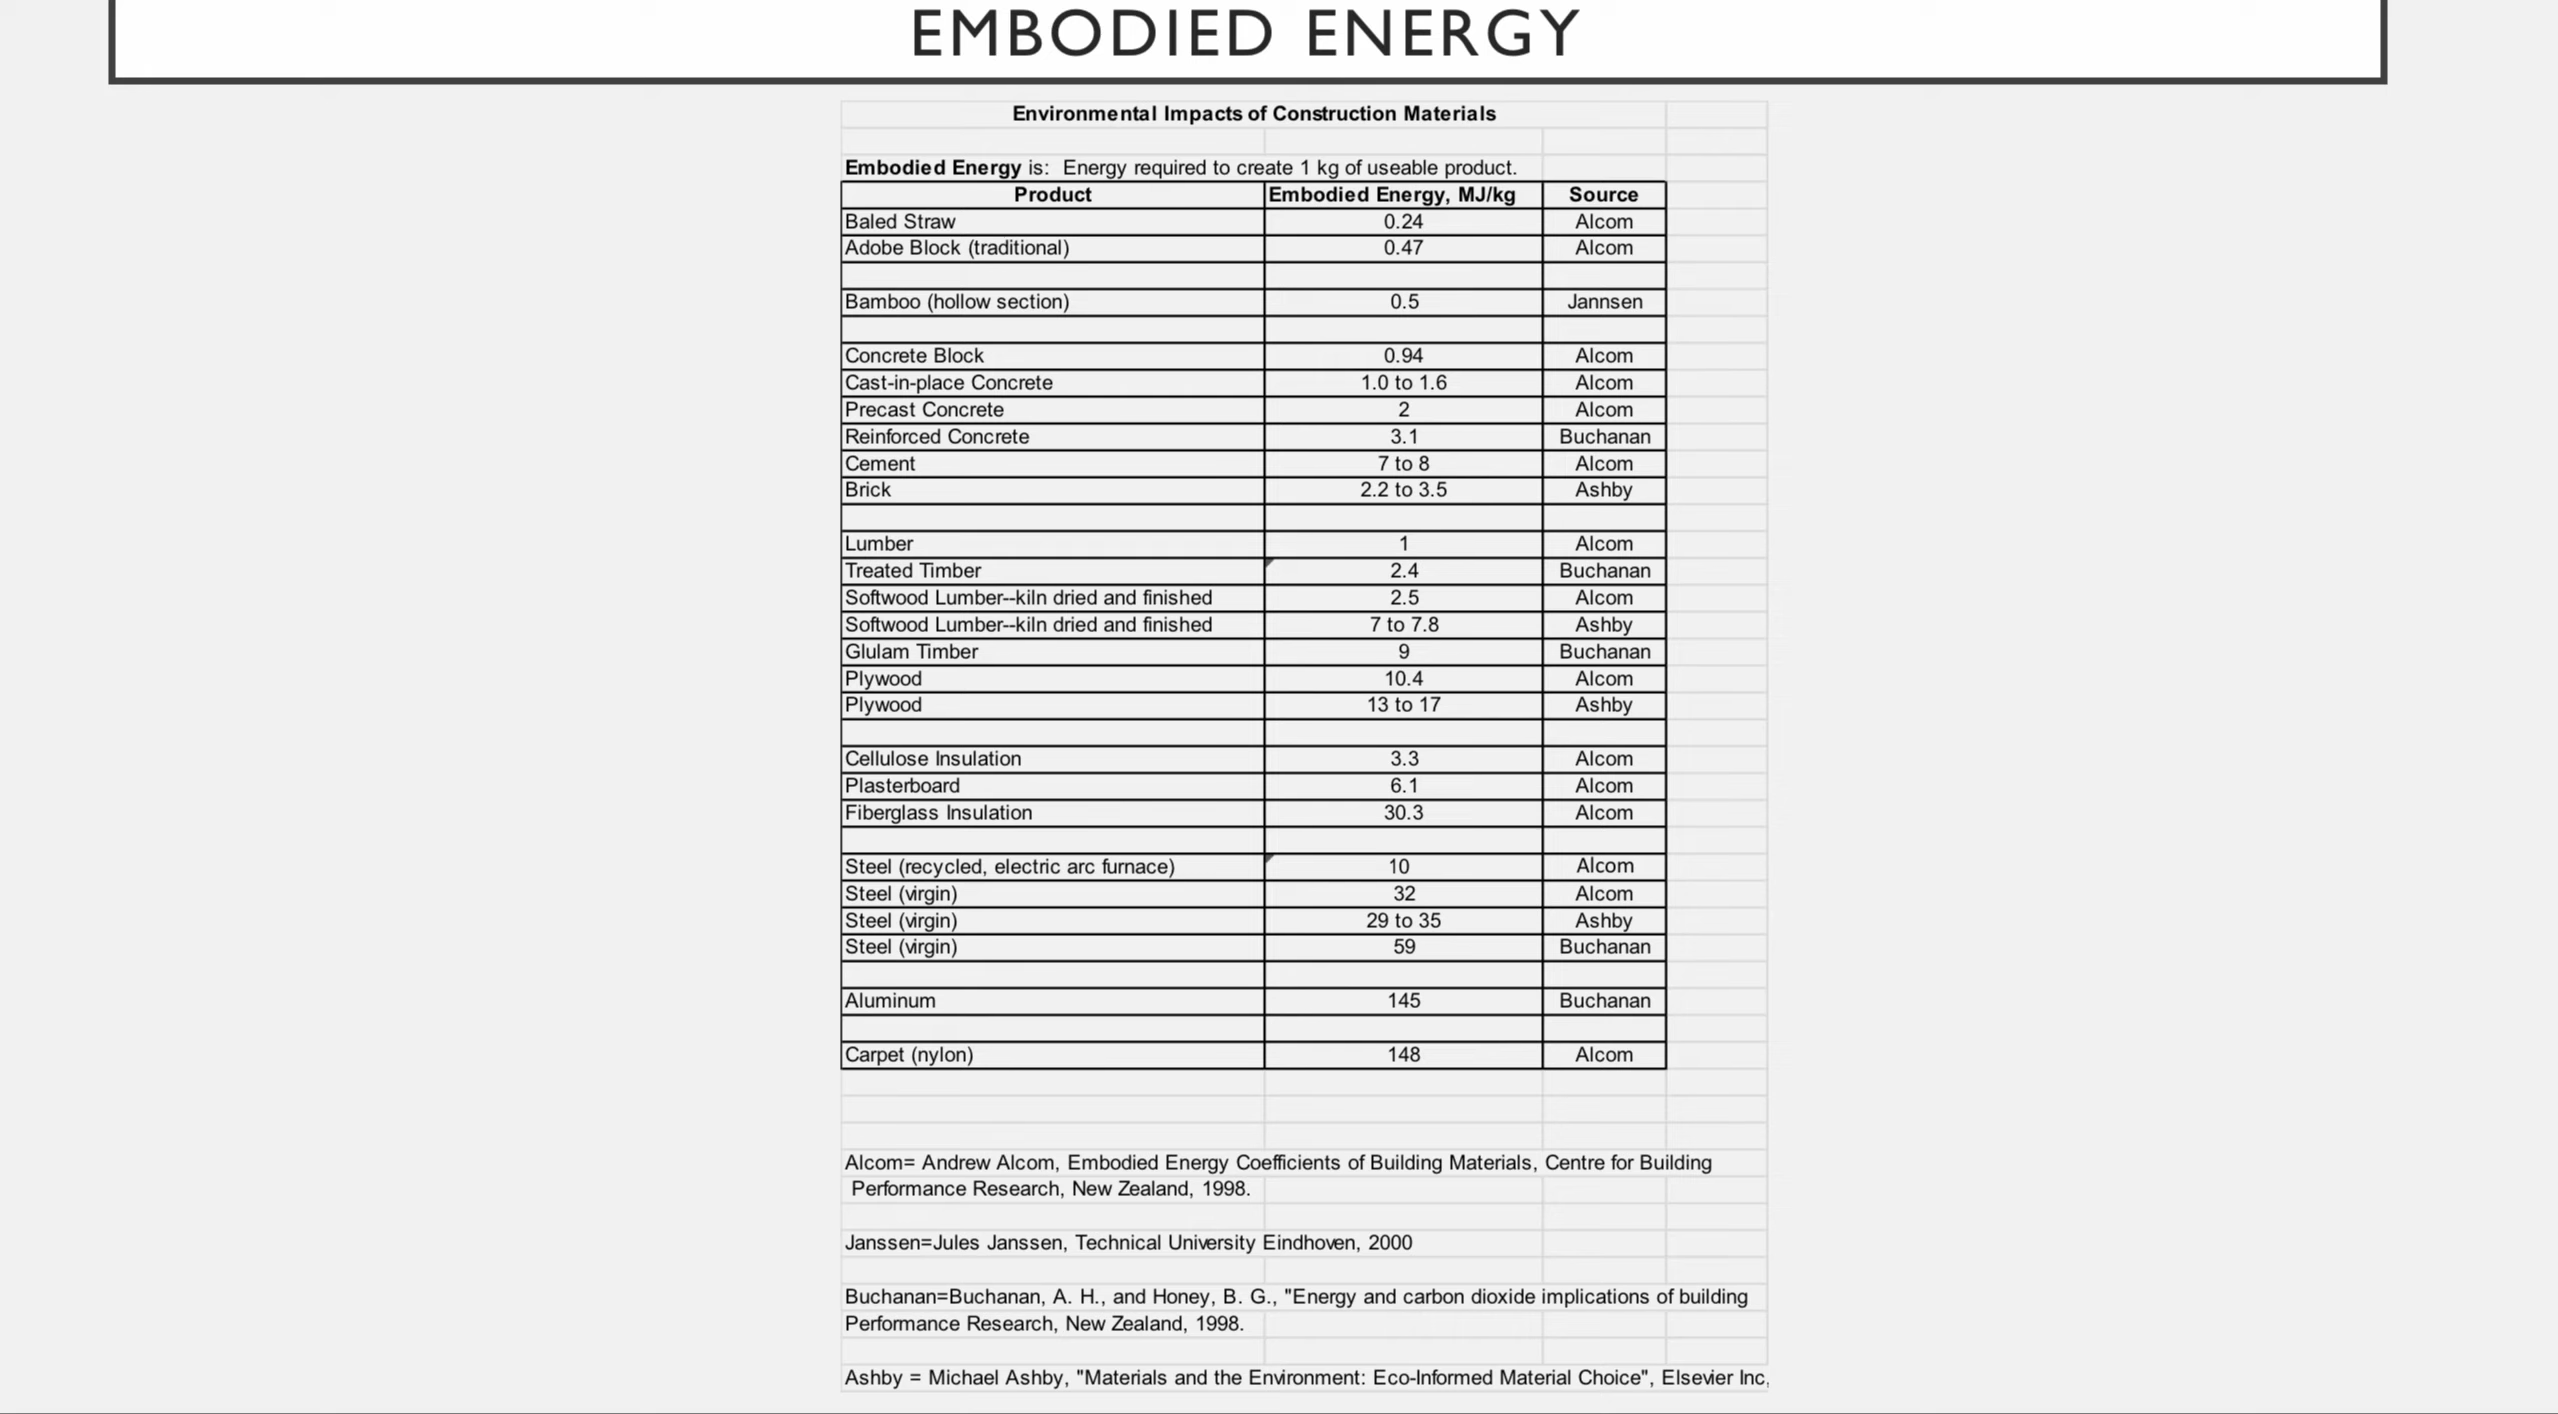 EMBODIED ENERGY
Environmental Impacts of Construction Materials
Embodied Energy is: Energy required to create 1 kg of useable product.
Product Embodied Energy, MJ/kg Source
Baled Straw 0.24 Alcom
Adobe Block (traditional) 0.47 Alcom
Bamboo (hollow section) 0.5 Jannsen
Concrete Block 0.94 Alcom
Cast-in-place Concrete 1.0 to 1.6 Alcom
Precast Concrete 2 Alcom
Reinforced Concrete 3.1 Buchanan
Cement 7 to 8 Alcom
Brick 2.2 to 3.5 Ashby
Lumber 1 Alcom
Treated Timber 2.4 Buchanan
Softwood Lumber--kiln dried and finished 2.5 Alcom
Softwood Lumber--kiln dried and finished 7 to 7.8 Ashby
Glulam Timber 9 Buchanan
Plywood 10.4 Alcom
Plywood 13 to 17 Ashby
Cellulose Insulation 3.3 Alcom
Plasterboard 6.1 Alcom
Fiberglass Insulation 30.3 Alcom
Steel (recycled, electric arc furnace) 10 Alcom
Steel (virgin) 32 Alcom
Steel (virgin) 29 to 35 Ashby
Steel (virgin) 59 Buchanan
Aluminum 145 Buchanan
Carpet (nylon) 148 Alcom
Alcom= Andrew Alcom, Embodied Energy Coefficients of Building Materials, Centre for Building
Performance Research, New Zealand, 1998.
Janssen=Jules Janssen, Technical University Eindhoven, 2000
Buchanan=Buchanan, A. H., and Honey, B. G., "Energy and carbon dioxide implications of building
Performance Research, New Zealand, 1998.
Ashby = Michael Ashby, "Materials and the Environment: Eco-Informed Material Choice", Elsevier Inc,